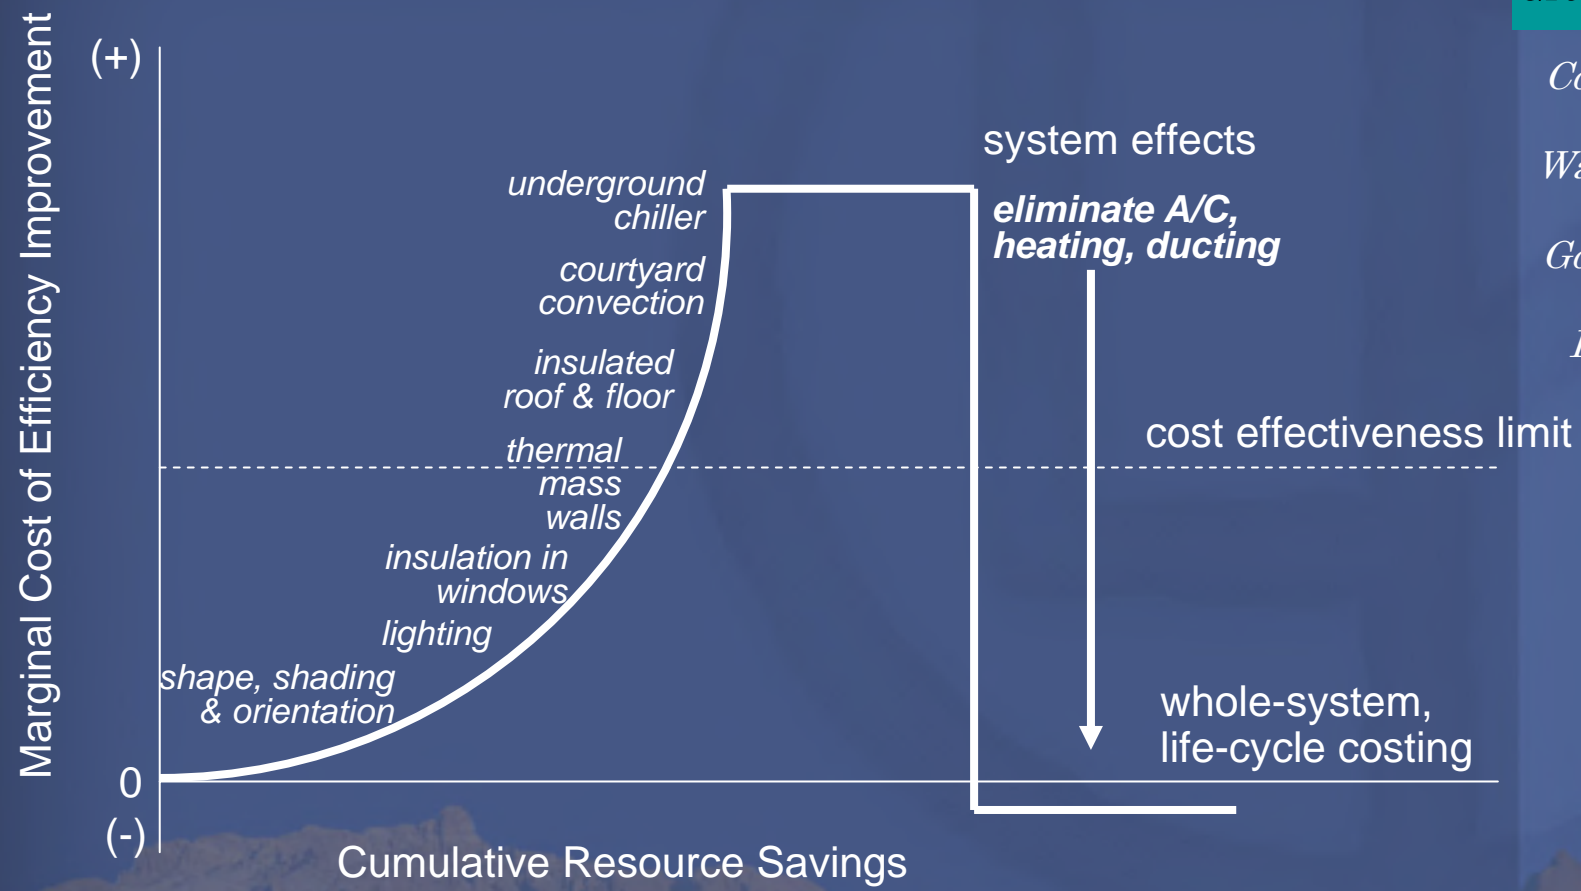 Marginal Cost of Efficiency Improvement
(+)
system effects
underground
chiller
eliminate A/C,
heating, ducting
courtyard
convection
insulated
roof & floor
cost effectiveness limit
thermal
mass
walls
insulation in
windows
lighting
shape, shading
& orientation
whole-system,
life-cycle costing
0
(-)
Cumulative Resource Savings